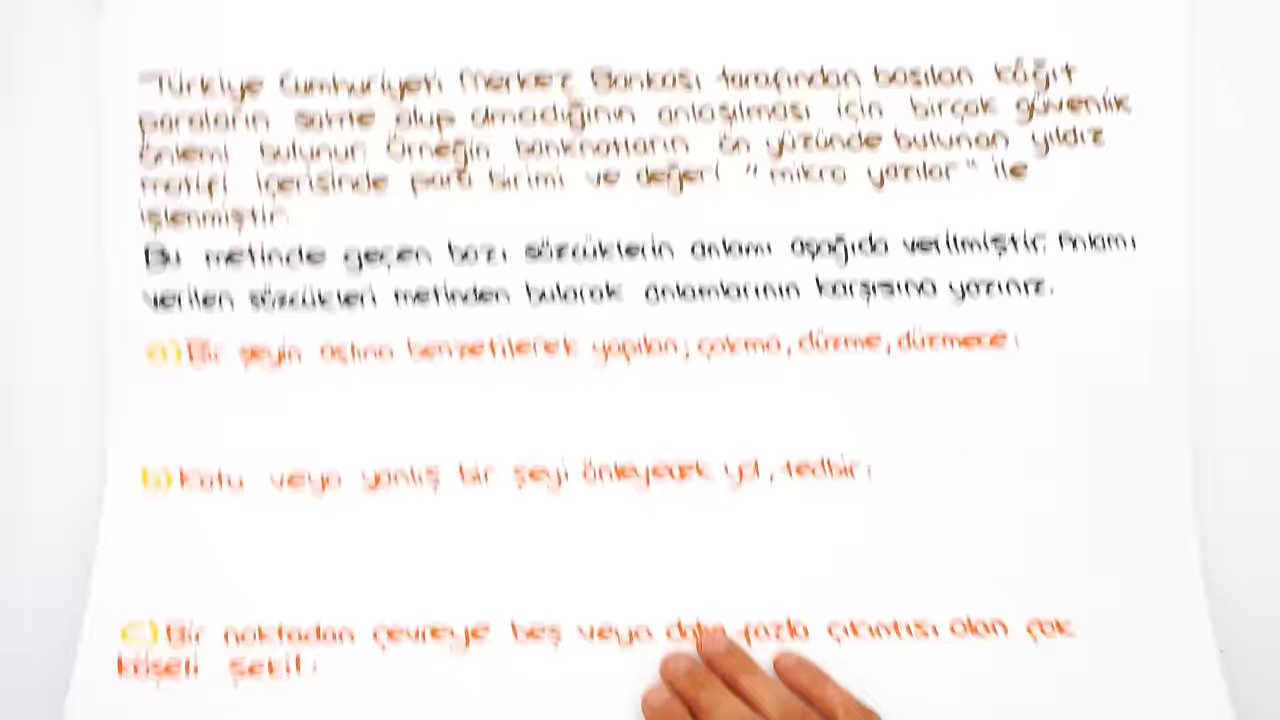 Türkiye Cumhuriyeti Merkez Bankası tarafından basılan kâğıt
paraların sahte olup olmadığının anlaşılması için birçok güvenlik
önlemi bulunur. Örneğin banknotların ön yüzünde bulunan yıldız
motifi içerisinde para birimi ve değeri "mikro yazılar" ile
işlenmiştir.
Bu metinde geçen bazı sözcüklerin anlamı aşağıda verilmiştir. Anlamı
verilen sözcükleri metinden bularak anlamlarının karşısına yazınız.
a) Bir şeyin aslına benzetilerek yapılan, çakma, düzme, düzmece:
b) Kötü veya yanlış bir şeyi önleyecek yol, tedbir:
c) Bir noktadan çevreye beş veya daha fazla çıkıntısı olan çok
köşeli şekil: